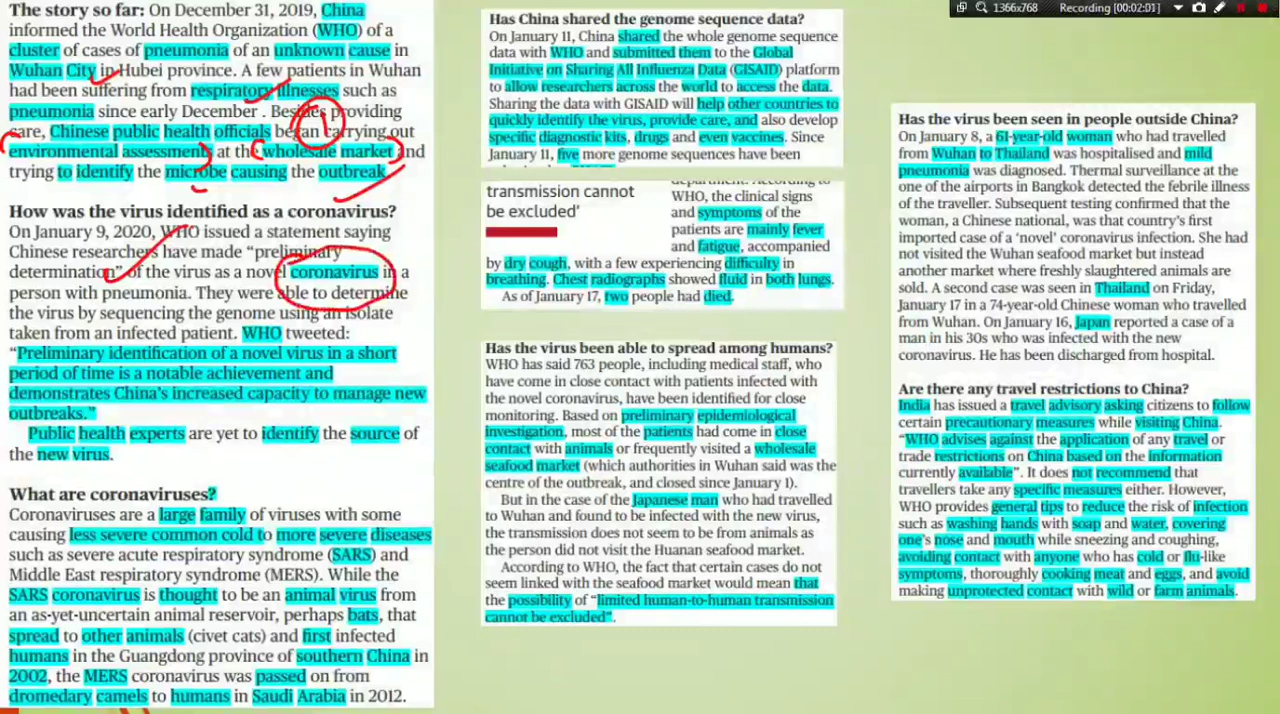 The story so far: On December 31, 2019, China
informed the World Health Organization (WHO) of a
cluster of cases of pneumonia of an unknown cause in
Wuhan City in Hubei province. A few patients in Wuhan
had been suffering from respiratory illnesses such as
pneumonia since early December . Besides providing
care, Chinese public health officials began carrying out
environmental assessments at the wholesale market and
trying to identify the microbe causing the outbreak
How was the virus identified as a coronavirus?
On January 9, 2020, WHO issued a statement saying
Chinese researchers have made “preliminary
determination” of the virus as a novel coronavirus in a
person with pneumonia. They were able to determine
the virus by sequencing the genome using an isolate
taken from an infected patient. WHO tweeted:
“Preliminary identification of a novel virus in a short
period of time is a notable achievement and
demonstrates China’s increased capacity to manage new
outbreaks.”
Public health experts are yet to identify the source of
the new virus.
What are coronaviruses?
Coronaviruses are a large family of viruses with some
causing less severe common cold to more severe diseases
such as severe acute respiratory syndrome (SARS) and
Middle East respiratory syndrome (MERS). While the
SARS coronavirus is thought to be an animal virus from
an as-yet-uncertain animal reservoir, perhaps bats, that
spread to other animals (civet cats) and first infected
humans in the Guangdong province of southern China in
2002, the MERS coronavirus was passed on from
dromedary camels to humans in Saudi Arabia in 2012.
Has China shared the genome sequence data?
On January 11, China shared the whole genome sequence
data with WHO and submitted them to the Global
Initiative on Sharing All Influenza Data (GISAID) platform
to allow researchers across the world to access the data.
Sharing the data with GISAID will help other countries to
quickly identify the virus, provide care, and also develop
specific diagnostic kits, drugs and even vaccines. Since
January 11, five more genome sequences have been
transmission cannot
be excluded’
department. According to
WHO, the clinical signs
and symptoms of the
patients are mainly fever
and fatigue, accompanied
by dry cough, with a few experiencing difficulty in
breathing. Chest radiographs showed fluid in both lungs.
As of January 17, two people had died.
Has the virus been able to spread among humans?
WHO has said 763 people, including medical staff, who
have come in close contact with patients infected with
the novel coronavirus, have been identified for close
monitoring. Based on preliminary epidemiological
investigation, most of the patients had come in close
contact with animals or frequently visited a wholesale
seafood market (which authorities in Wuhan said was the
centre of the outbreak, and closed since January 1).
But in the case of the Japanese man who had travelled
to Wuhan and found to be infected with the new virus,
the transmission does not seem to be from animals as
the person did not visit the Huanan seafood market.
According to WHO, the fact that certain cases do not
seem linked with the seafood market would mean that
the possibility of “limited human-to-human transmission
cannot be excluded”.
1366x768 Recording [00:02:01]
Has the virus been seen in people outside China?
On January 8, a 61-year-old woman who had travelled
from Wuhan to Thailand was hospitalised and mild
pneumonia was diagnosed. Thermal surveillance at the
one of the airports in Bangkok detected the febrile illness
of the traveller. Subsequent testing confirmed that the
woman, a Chinese national, was that country’s first
imported case of a ‘novel’ coronavirus infection. She had
not visited the Wuhan seafood market but instead
another market where freshly slaughtered animals are
sold. A second case was seen in Thailand on Friday,
January 17 in a 74-year-old Chinese woman who travelled
from Wuhan. On January 16, Japan reported a case of a
man in his 30s who was infected with the new
coronavirus. He has been discharged from hospital.
Are there any travel restrictions to China?
India has issued a travel advisory asking citizens to follow
certain precautionary measures while visiting China.
“WHO advises against the application of any travel or
trade restrictions on China based on the information
currently available”. It does not recommend that
travellers take any specific measures either. However,
WHO provides general tips to reduce the risk of infection
such as washing hands with soap and water, covering
one’s nose and mouth while sneezing and coughing,
avoiding contact with anyone who has cold or flu-like
symptoms, thoroughly cooking meat and eggs, and avoid
making unprotected contact with wild or farm animals.